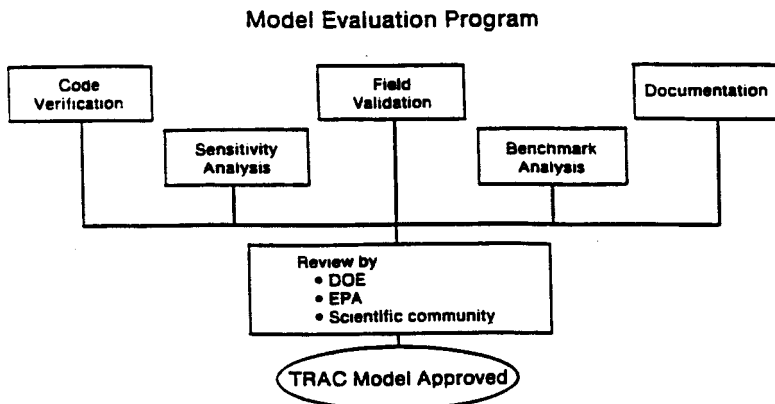 Model Evaluation Program
Code
Verification
Field
Validation
Documentation
Sensitivity
Analysis
Benchmark
Analysis
Review by
• DOE
• EPA
• Scientific community
TRAC Model Approved